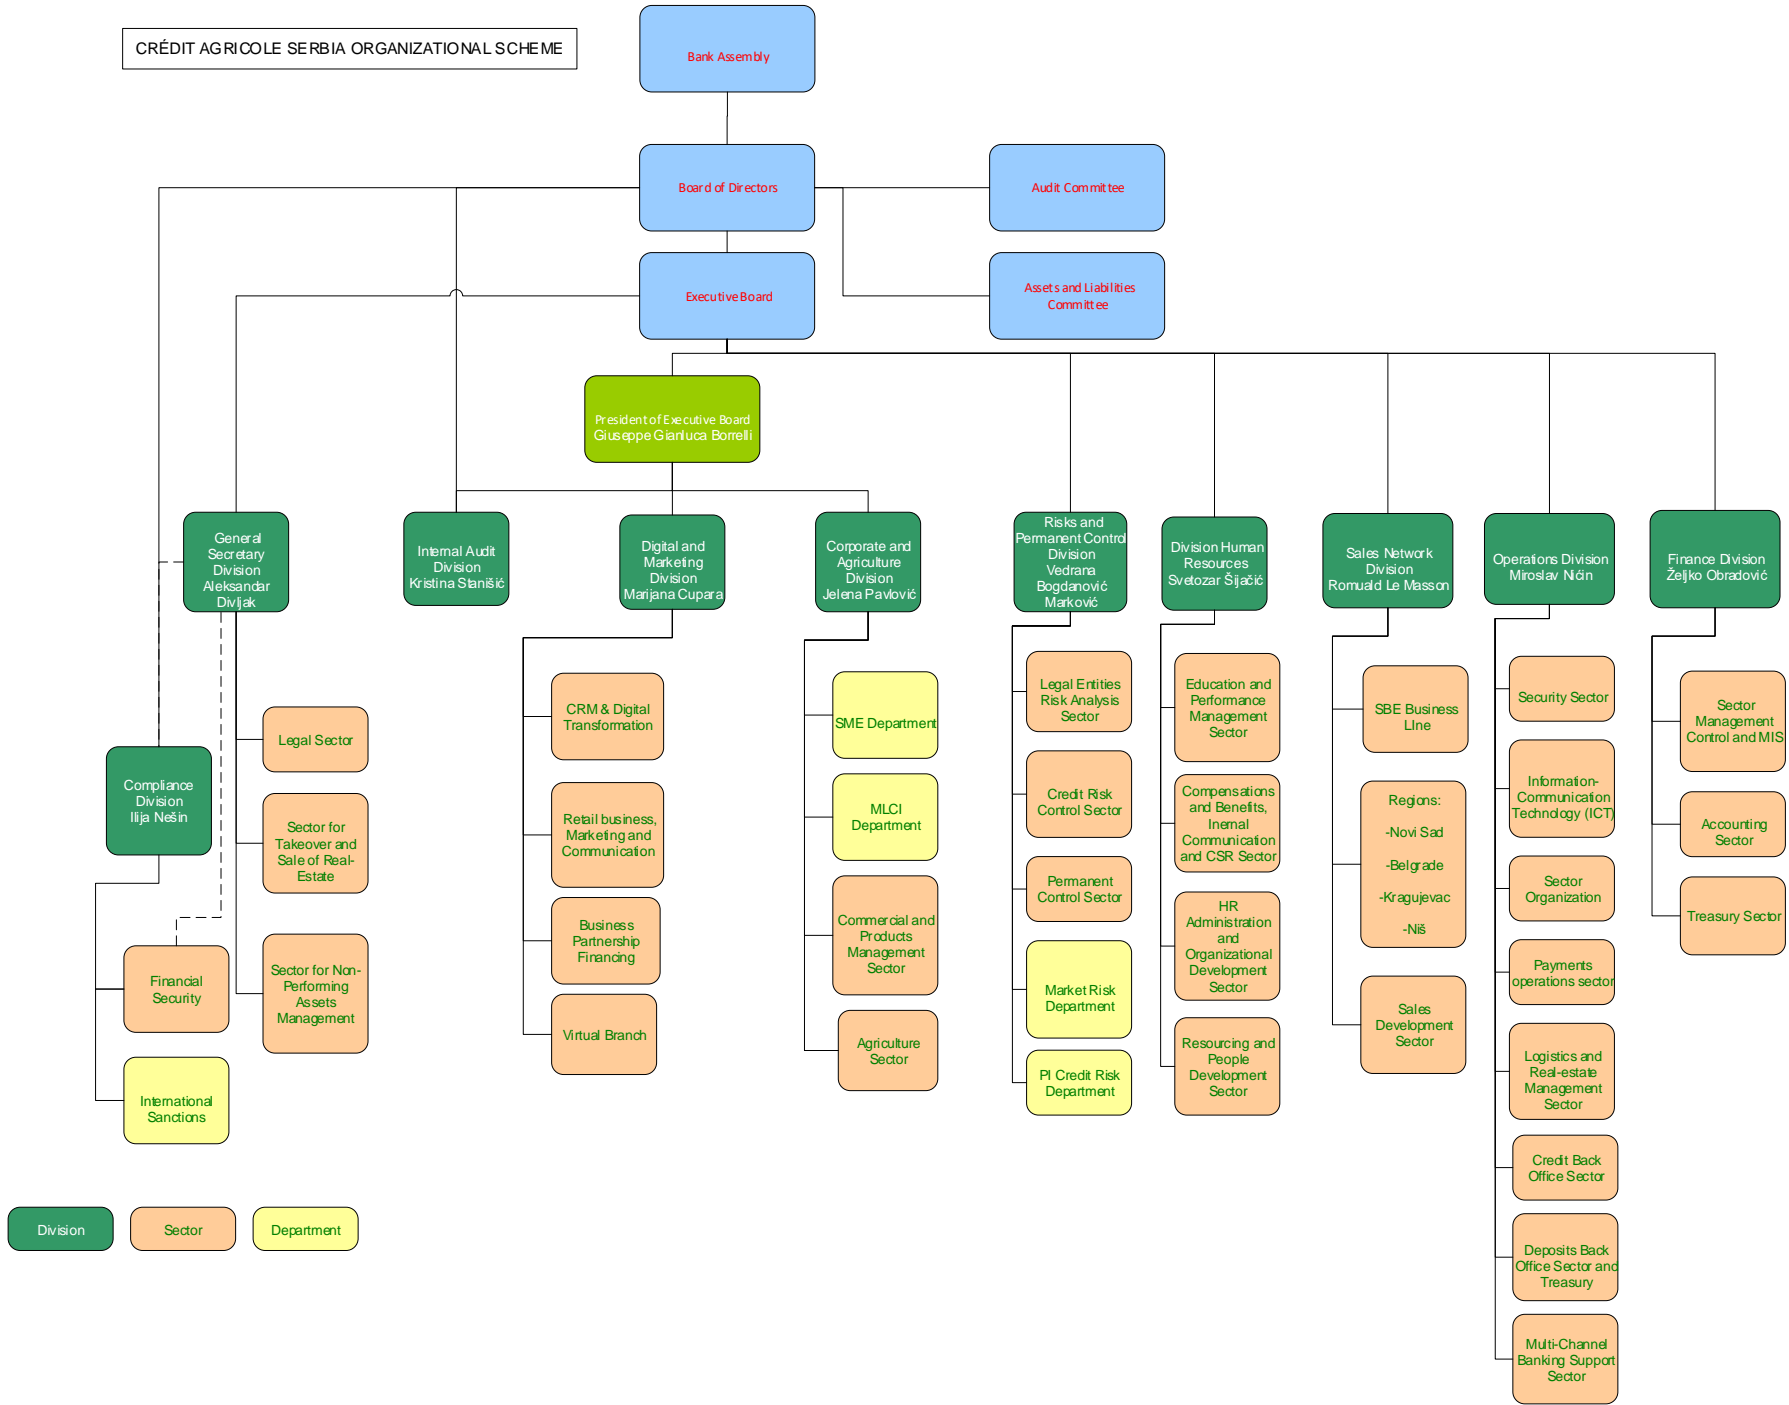 CRÉDIT AGRICOLE SERBIA ORGANIZATIONAL SCHEME
Bank Assembly
Board of Directors
Audit Committee
Executive Board
Assets and Liabilities
Committee
President of Executive Board
Giuseppe Gianluca Borrelli
General
Secretary
Division
Aleksandar
Divljak
Internal Audit
Division
Kristina Stanišić
Digital and
Marketing
Division
Marijana Cupara
Corporate and
Agriculture
Division
Jelena Pavlović
Risks and
Permanent Control
Division
Vedrana
Bogdanović
Marković
Division Human
Resources
Svetozar Šijačić
Sales Network
Division
Romuald Le Masson
Operations Division
Miroslav Nićin
Finance Division
Željko Obradović
Compliance
Division
Ilija Nešin
Financial
Security
International
Sanctions
Legal Sector
Sector for
Takeover and
Sale of Real-
Estate
Sector for Non-
Performing
Assets
Management
CRM & Digital
Transformation
Retail business,
Marketing and
Communication
Business
Partnership
Financing
Virtual Branch
SME Department
MLCI
Department
Commercial and
Products
Management
Sector
Agriculture
Sector
Legal Entities
Risk Analysis
Sector
Credit Risk
Control Sector
Permanent
Control Sector
Market Risk
Department
PI Credit Risk
Department
Education and
Performance
Management
Sector
Compensations
and Benefits,
Inernal
Communication
and CSR Sector
HR
Administration
and
Organizational
Development
Sector
Resourcing and
People
Development
Sector
SBE Business
LIne
Regions:
-Novi Sad
-Belgrade
-Kragujevac
-Niš
Sales
Development
Sector
Security Sector
Information-
Communication
Technology (ICT)
Sector
Organization
Payments
operations sector
Logistics and
Real-estate
Management
Sector
Credit Back
Office Sector
Deposits Back
Office Sector and
Treasury
Multi-Channel
Banking Support
Sector
Sector
Management
Control and MIS
Accounting
Sector
Treasury Sector
Division
Sector
Department